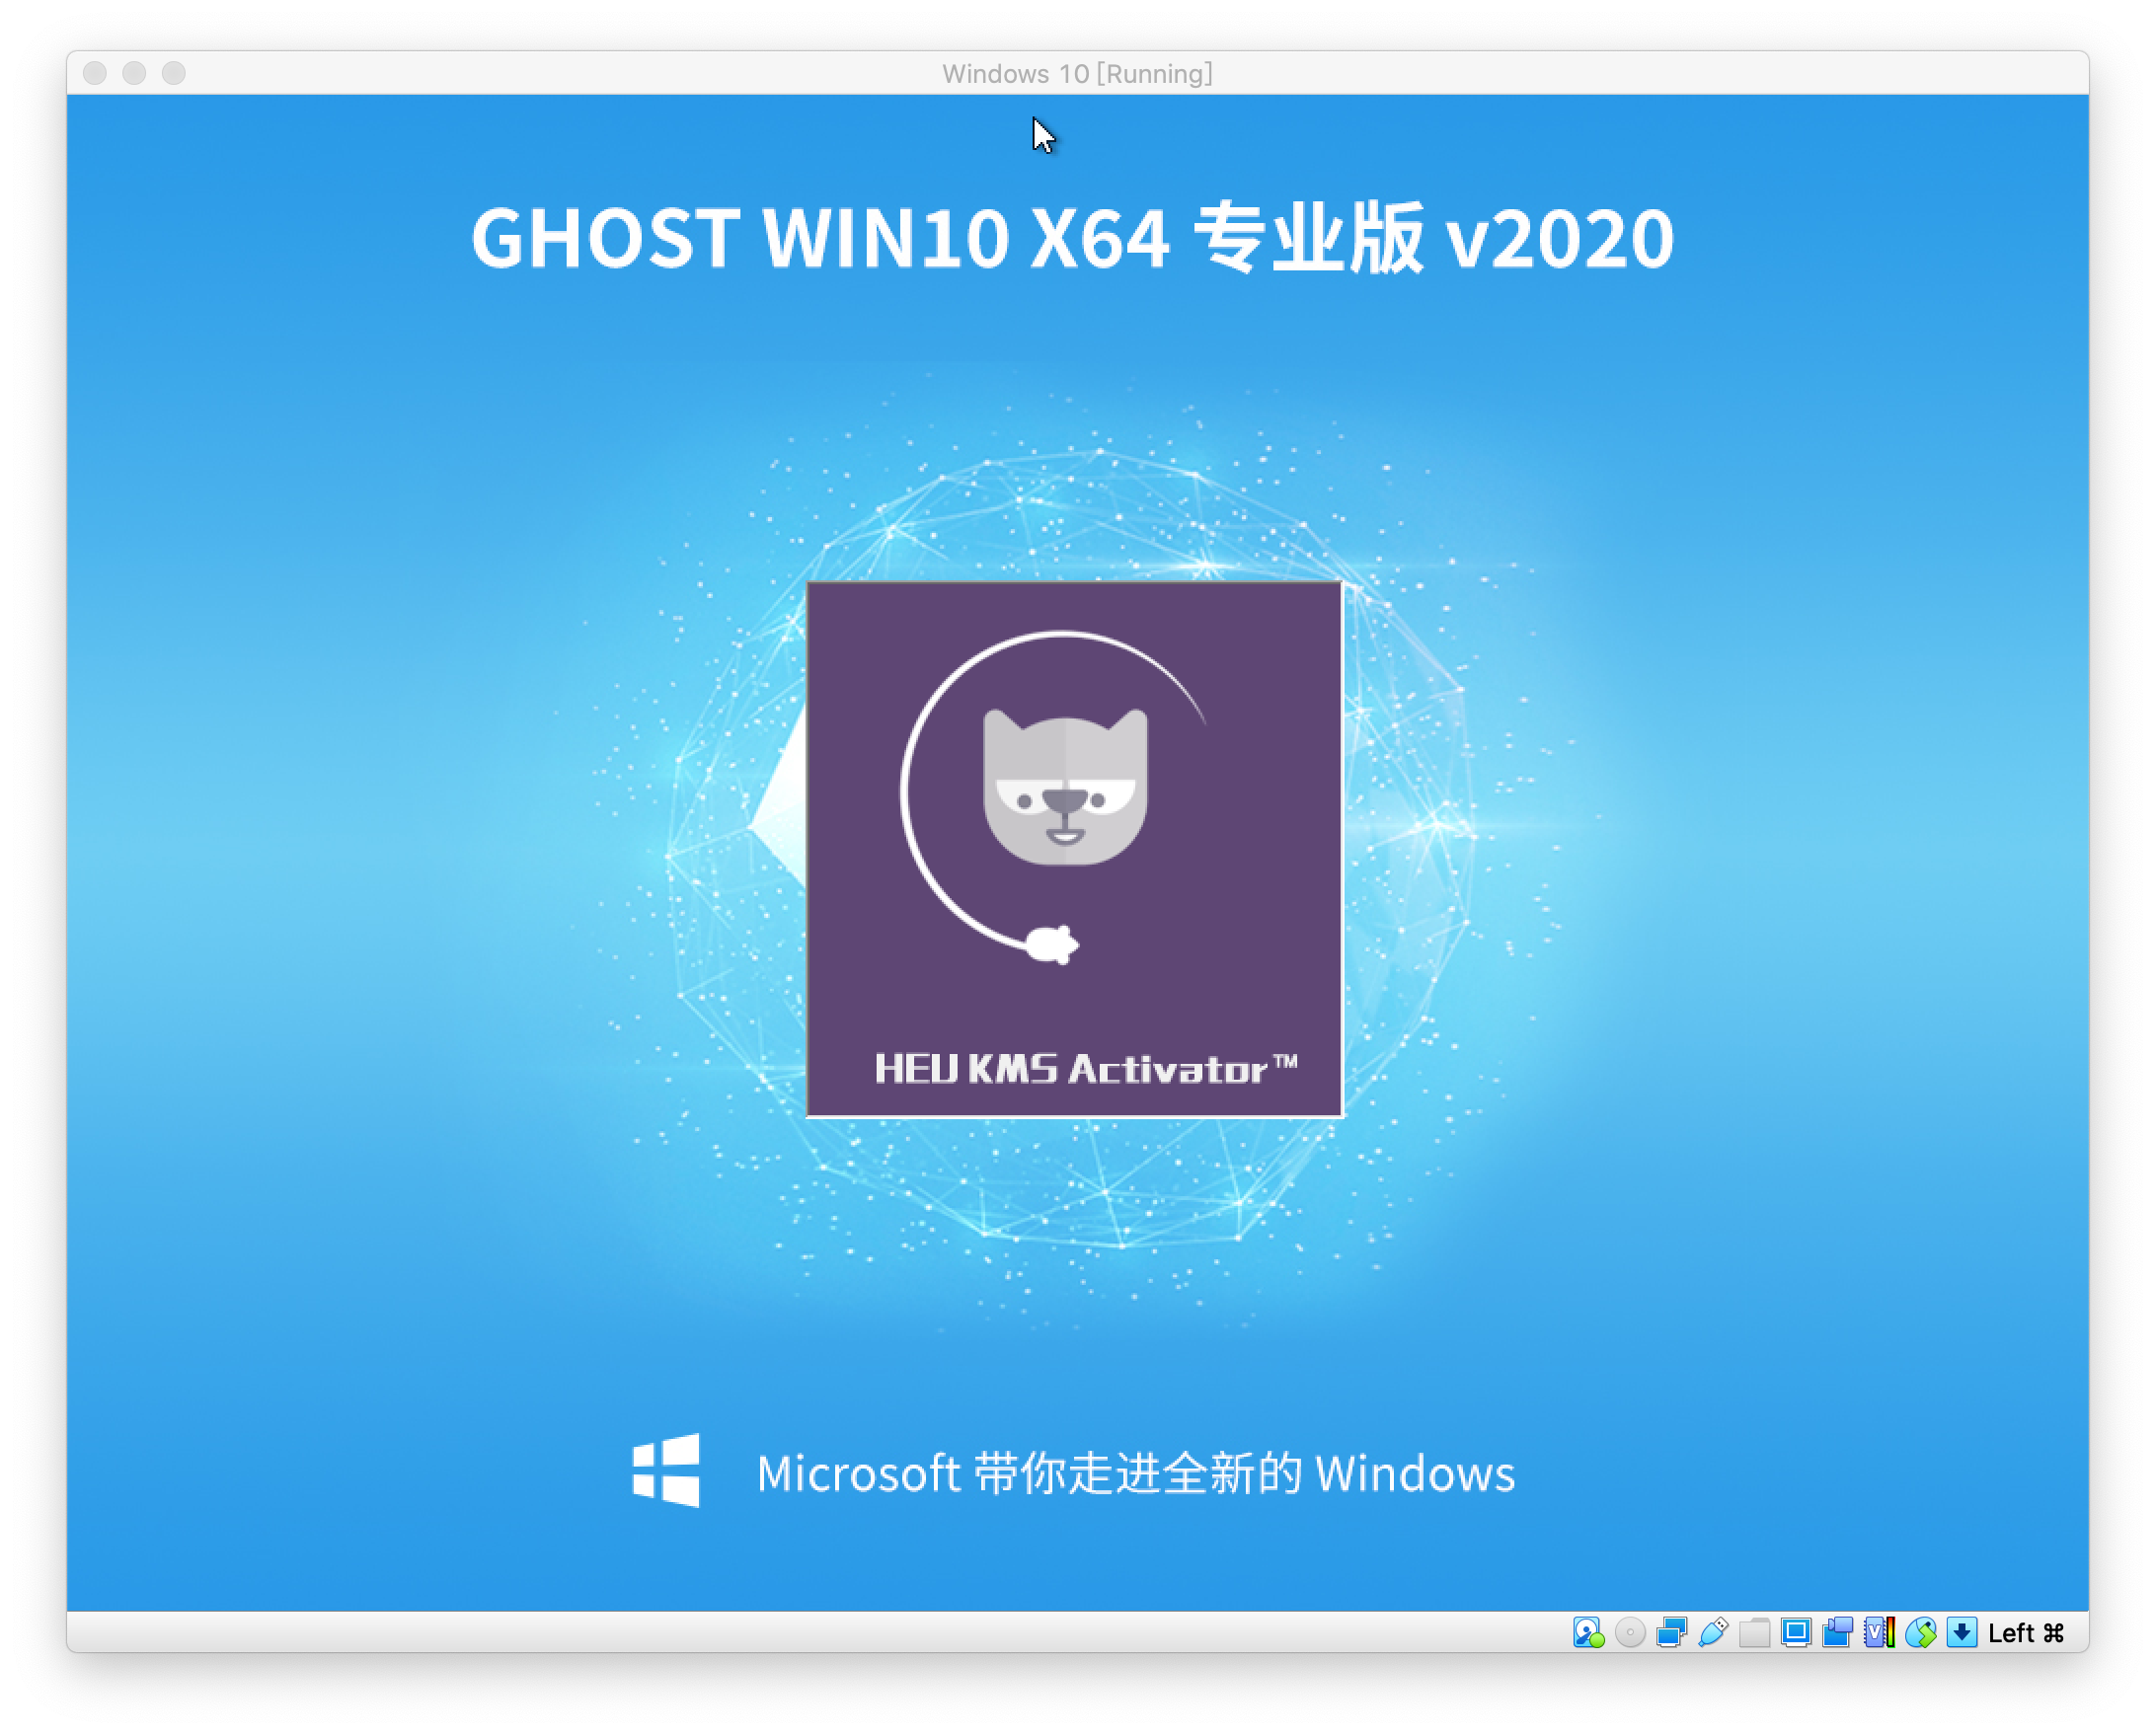 Windows 10 [Running]
GHOST WIN10 X64 专业版 v2020
HEU KMS Activator™
Microsoft 带你走进全新的 Windows
Left ⌘